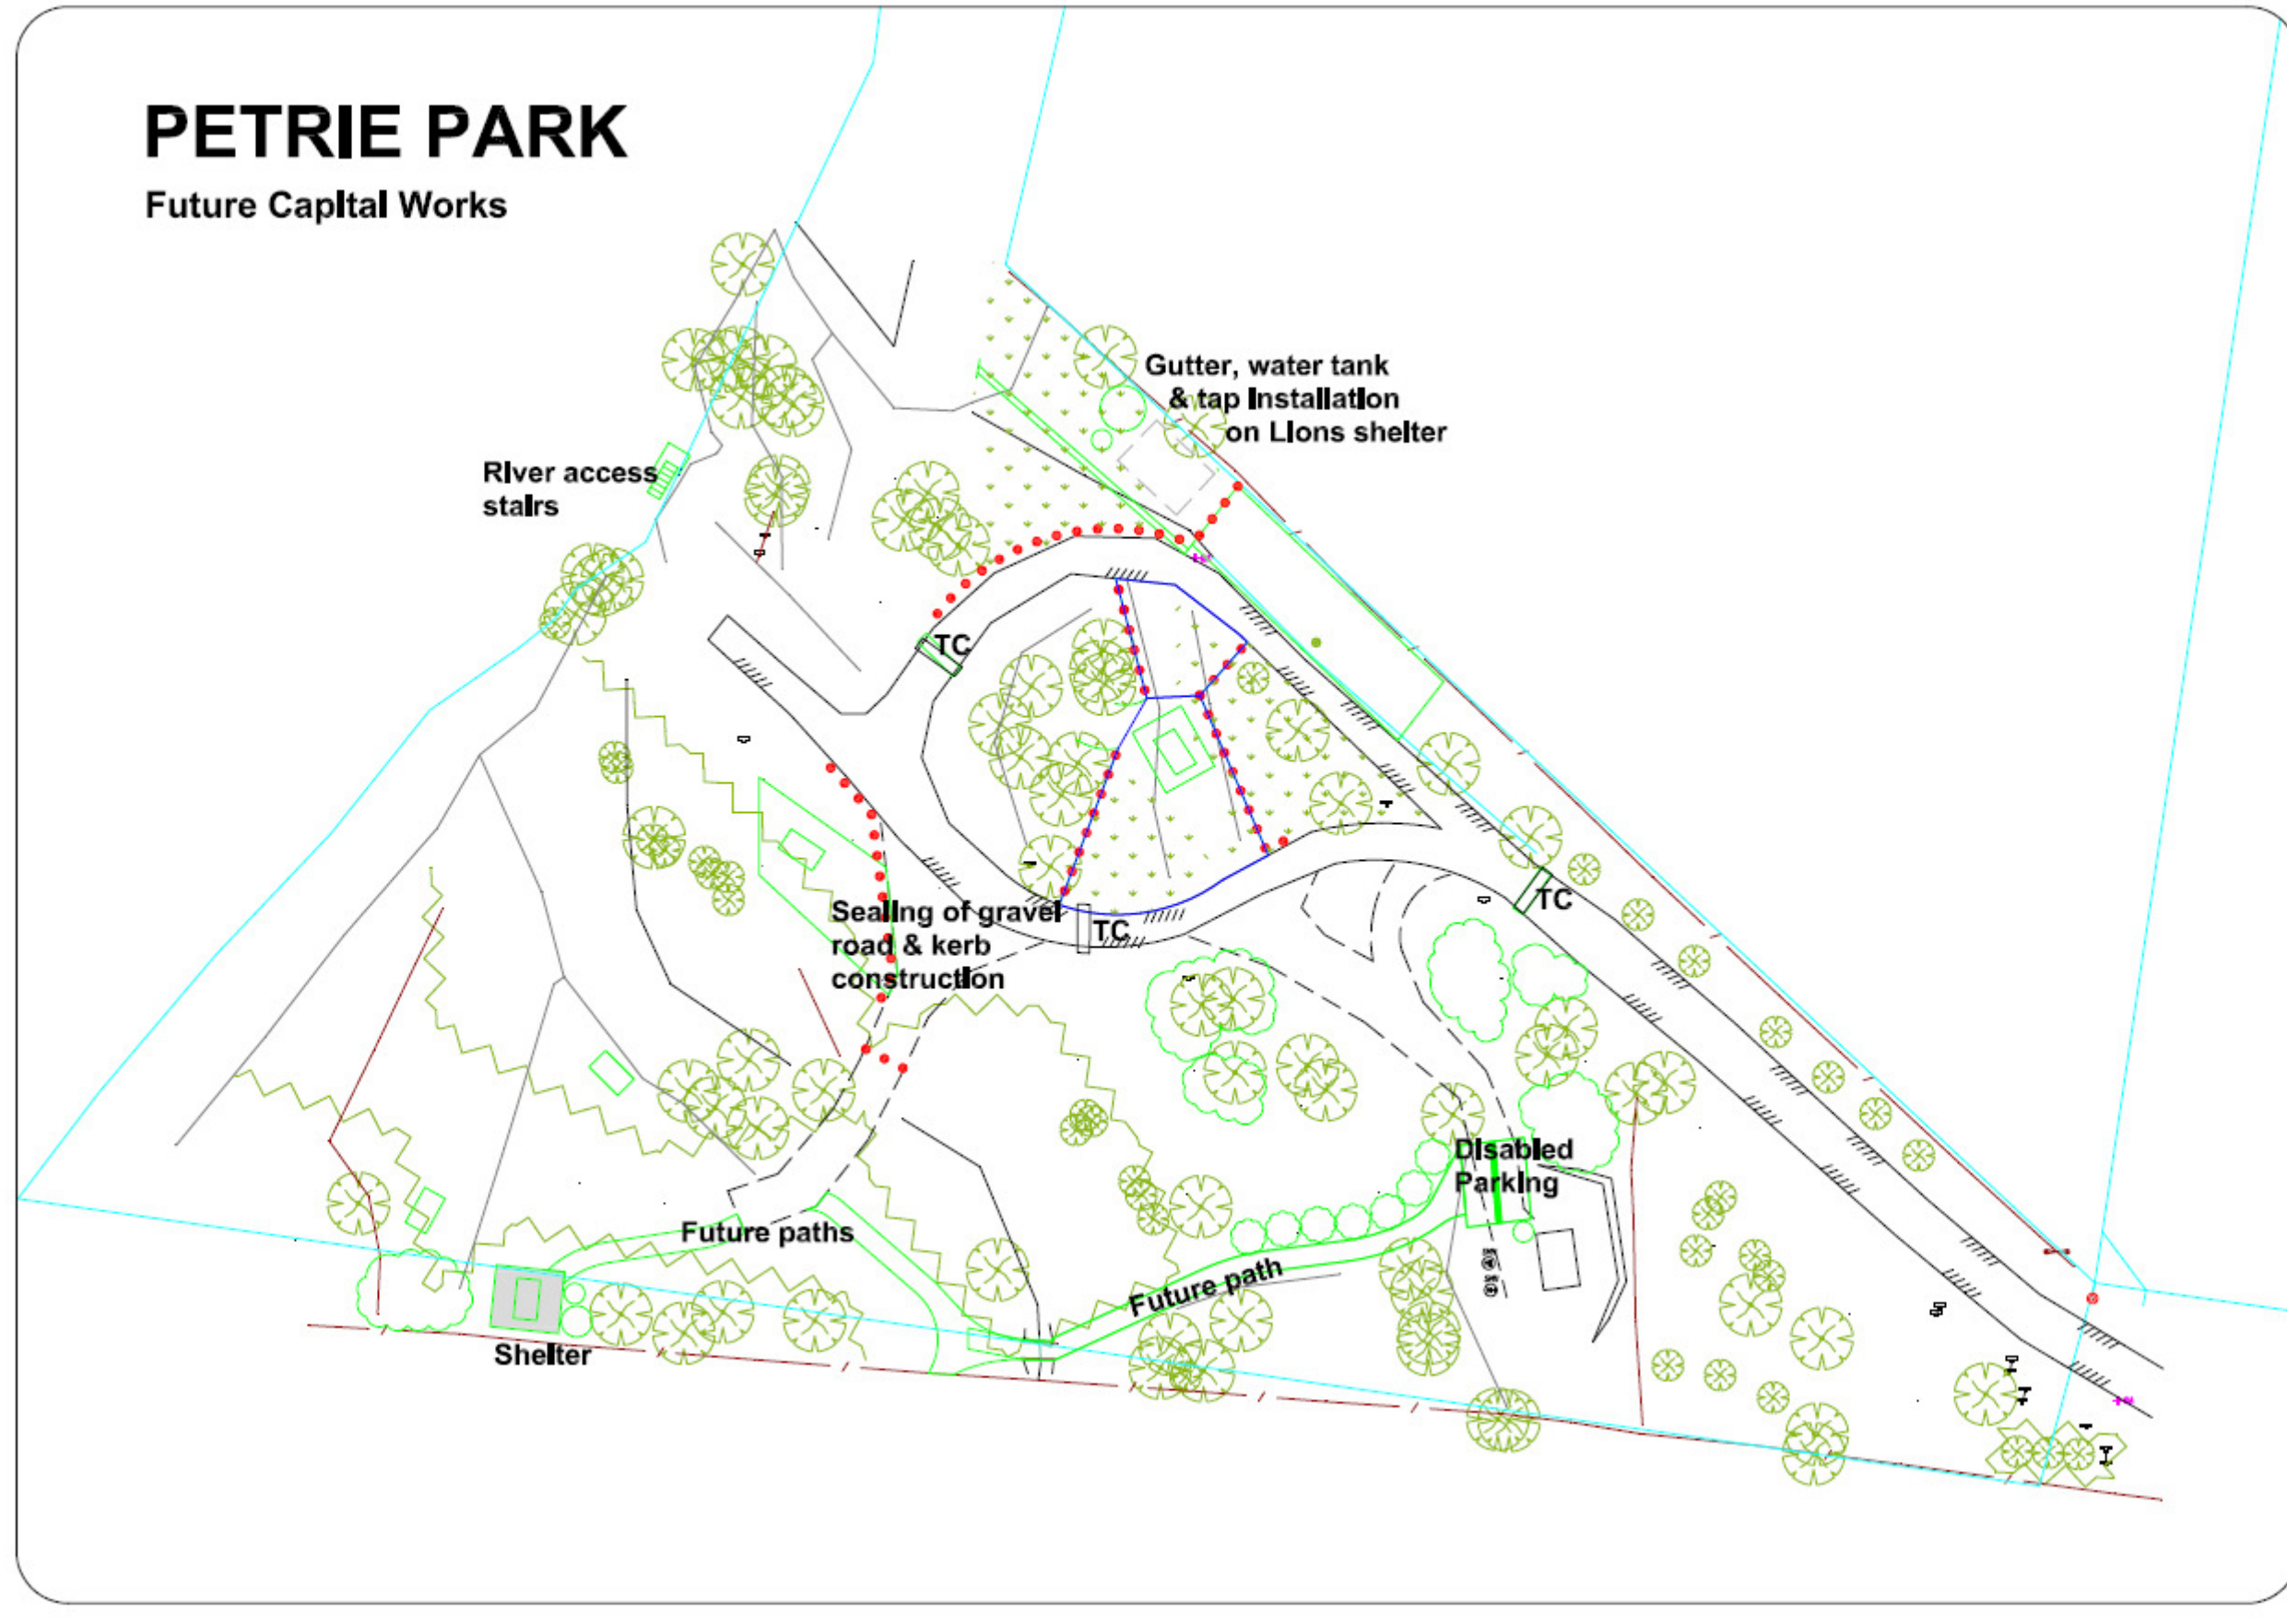 PETRIE PARK
Future Capital Works
Gutter, water tank
& tap Installation
on Lions shelter
River access
stairs
TC
TC
Sealing of gravel
road & kerb
construction
TC
Disabled
Parking
Future paths
Future path
Shelter